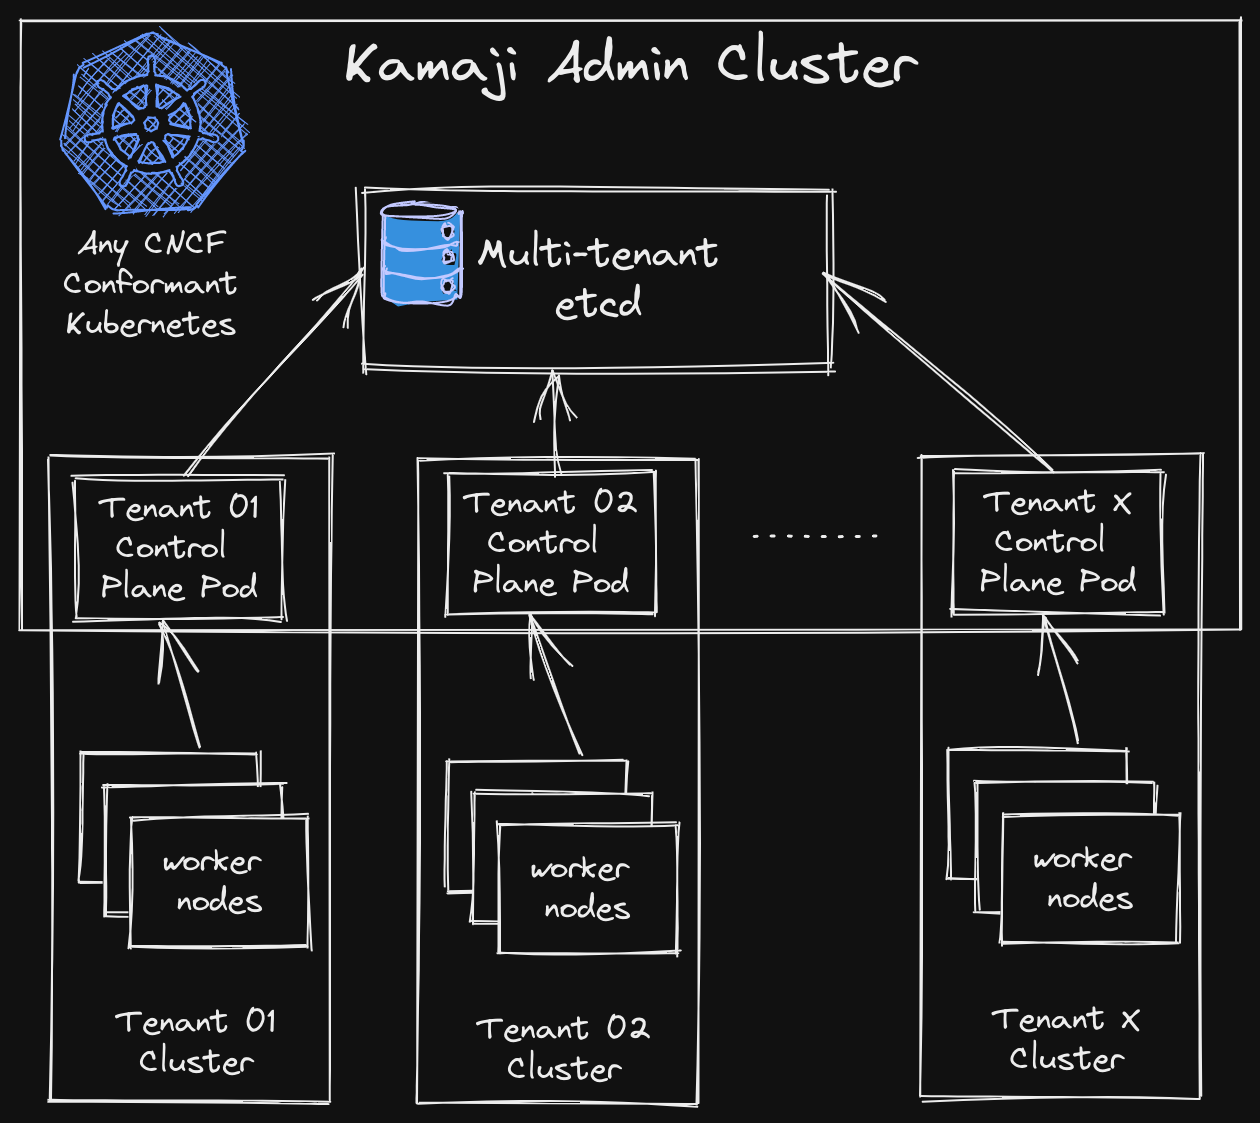 Kamaji Admin Cluster
Any CNCF
Conformant
Kubernetes
Multi-tenant
etcd
Tenant 01
Control
Plane Pod
Tenant 02
Control
Plane Pod
.......
Tenant X
Control
Plane Pod
worker
nodes
worker
nodes
worker
nodes
Tenant 01
Cluster
Tenant 02
Cluster
Tenant X
Cluster